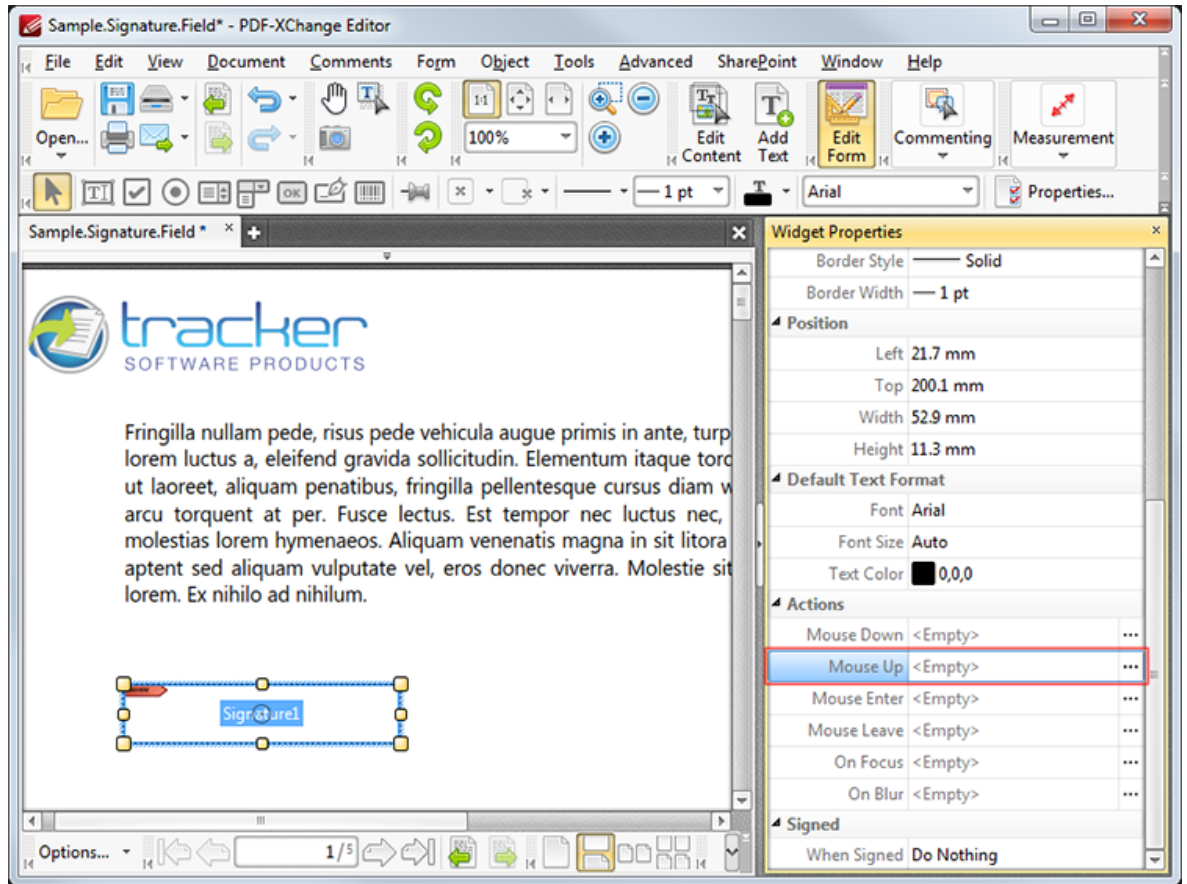 Sample.Signature.Field* - PDF-XChange Editor
File Edit View Document Comments Form Object Tools Advanced SharePoint Window Help
Open...
100%
Edit Content
Add Text
Edit Form
Commenting
Measurement
OK
1 pt
Arial
Properties...
Sample.Signature.Field *
Widget Properties
Border Style Solid
Border Width 1 pt
Position
Left 21.7 mm
Top 200.1 mm
Width 52.9 mm
Height 11.3 mm
Default Text Format
Font Arial
Font Size Auto
Text Color 0,0,0
Actions
Mouse Down <Empty> ...
Mouse Up <Empty> ...
Mouse Enter <Empty> ...
Mouse Leave <Empty> ...
On Focus <Empty> ...
On Blur <Empty> ...
Signed
When Signed Do Nothing
tracker
SOFTWARE PRODUCTS
Fringilla nullam pede, risus pede vehicula augue primis in ante, turp
lorem luctus a, eleifend gravida sollicitudin. Elementum itaque torq
ut laoreet, aliquam penatibus, fringilla pellentesque cursus diam
arcu torquent at per. Fusce lectus. Est tempor nec luctus nec,
molestias lorem hymenaeos. Aliquam venenatis magna in sit litora
aptent sed aliquam vulputate vel, eros donec viverra. Molestie sit
lorem. Ex nihilo ad nihilum.
Signature1
Options...
1/5